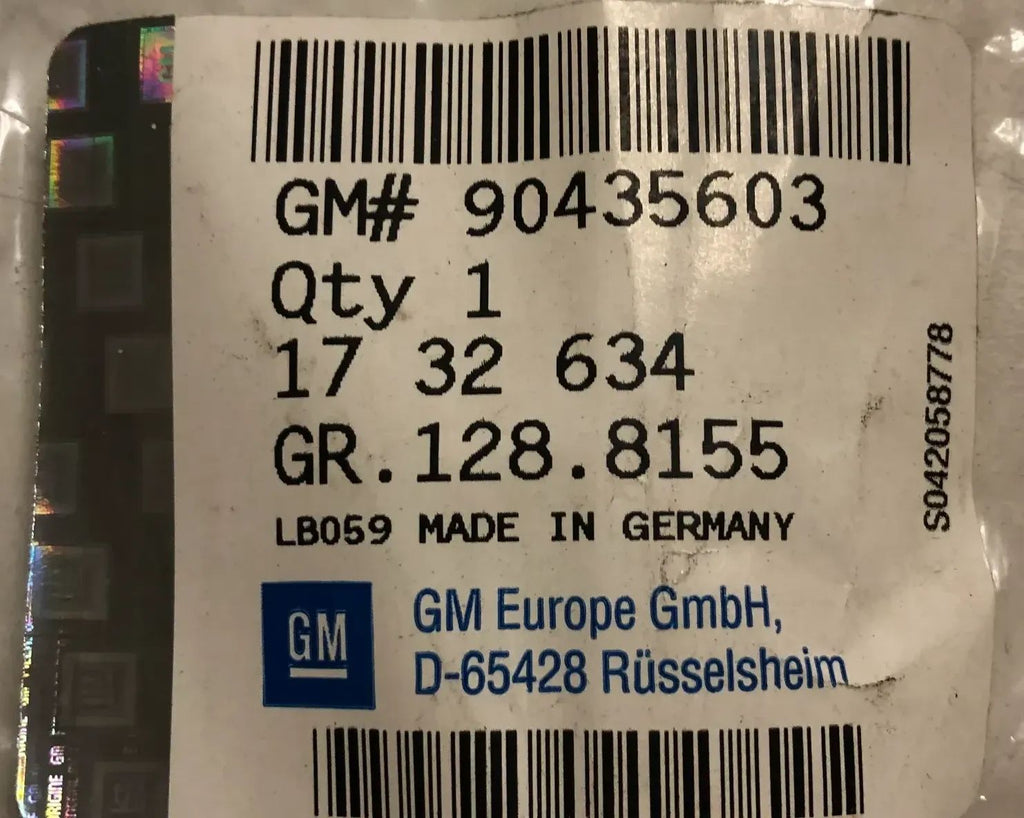 GM# 90435603
Qty 1
17 32 634
GR.128.8155
LB059 MADE IN GERMANY
S042058778
GM
GM Europe GmbH,
D-65428 Rüsselsheim